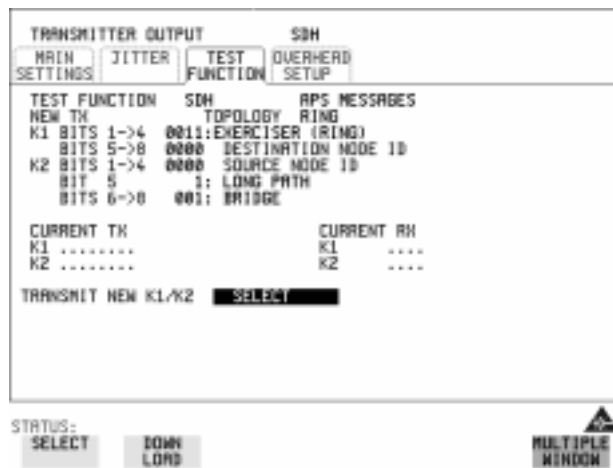 TRANSMITTER OUTPUT SDH
MAIN SETTINGS JITTER TEST FUNCTION OVERHEAD SETUP
TEST FUNCTION SDH APS MESSAGES
NEW TX TOPOLOGY RING
K1 BITS 1->4 0011:EXERCISER (RING)
BITS 5->8 0000 DESTINATION NODE ID
K2 BITS 1->4 0000 SOURCE NODE ID
BIT 5 1: LONG PATH
BITS 6->8 001: BRIDGE
CURRENT TX CURRENT RX
K1 ........ K1 ....
K2 ........ K2 ....
TRANSMIT NEW K1/K2 SELECT
STATUS:
SELECT DOWN LOAD MULTIPLE WINDOW